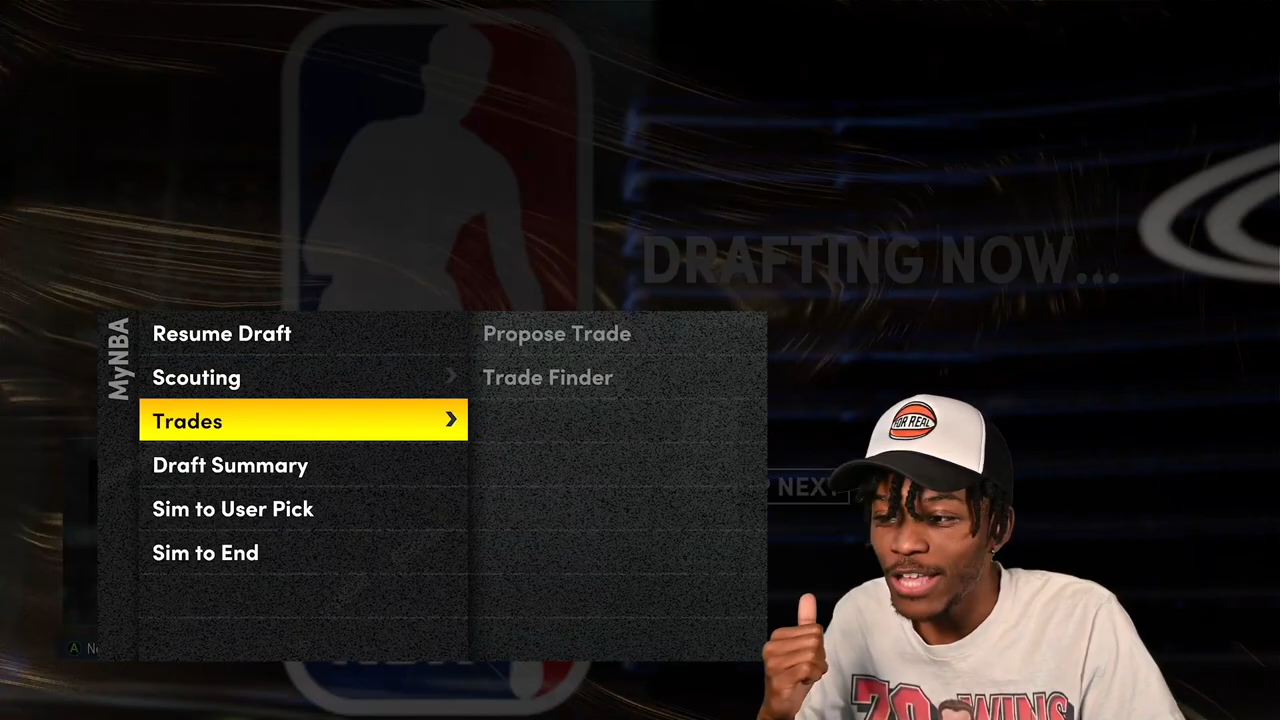 DRAFTING NOW...
MyNBA
Resume Draft
Scouting
Trades
Draft Summary
Sim to User Pick
Sim to End
Propose Trade
Trade Finder
NEXT
A
FOR REAL
WINS